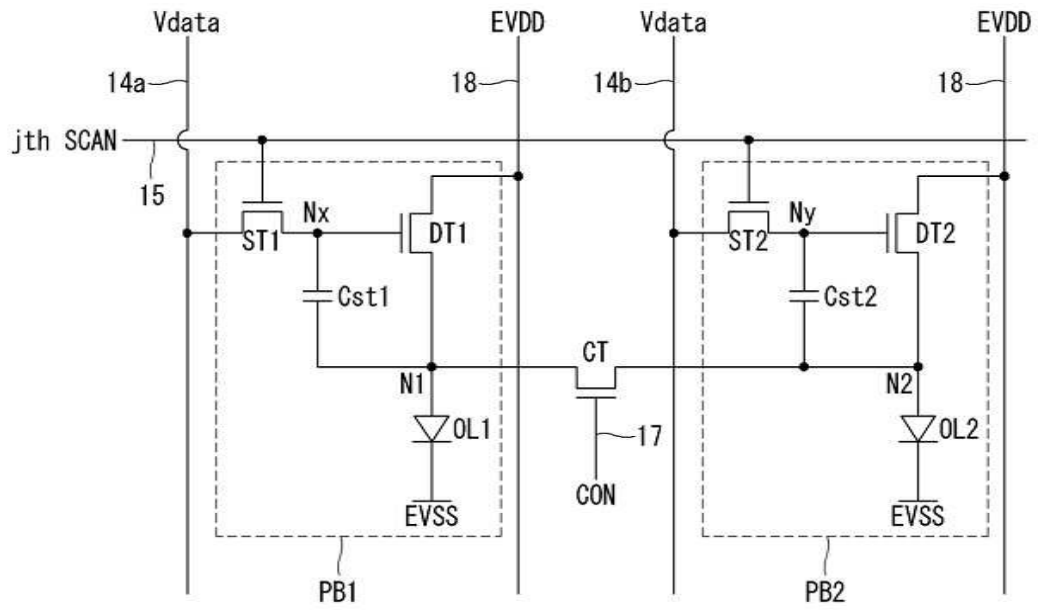 Vdata EVDD Vdata EVDD
14a 18 14b 18
jth SCAN
15
Nx Ny
ST1 DT1 ST2 DT2
Cst1 Cst2
CT
N1 N2
OL1 17 OL2
CON
EVSS EVSS
PB1 PB2